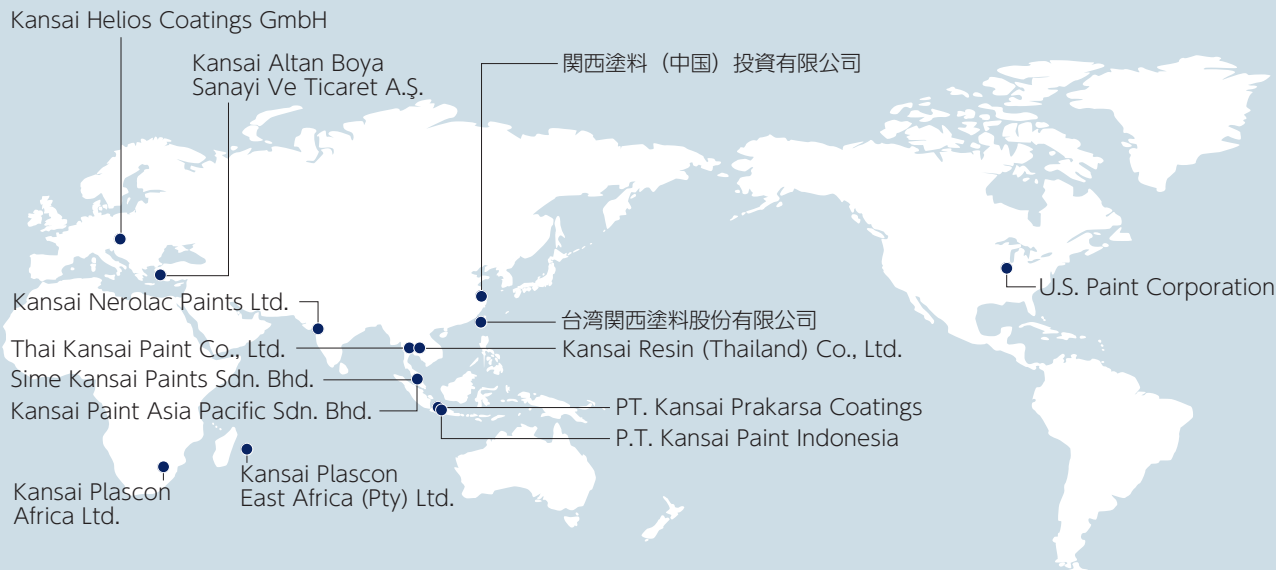 Kansai Helios Coatings GmbH
Kansai Altan Boya
Sanayi Ve Ticaret A.Ş.
関西塗料（中国）投資有限公司
Kansai Nerolac Paints Ltd.
U.S. Paint Corporation
台湾関西塗料股份有限公司
Thai Kansai Paint Co., Ltd.
Kansai Resin (Thailand) Co., Ltd.
Sime Kansai Paints Sdn. Bhd.
Kansai Paint Asia Pacific Sdn. Bhd.
PT. Kansai Prakarsa Coatings
P.T. Kansai Paint Indonesia
Kansai Plascon
Africa Ltd.
Kansai Plascon
East Africa (Pty) Ltd.